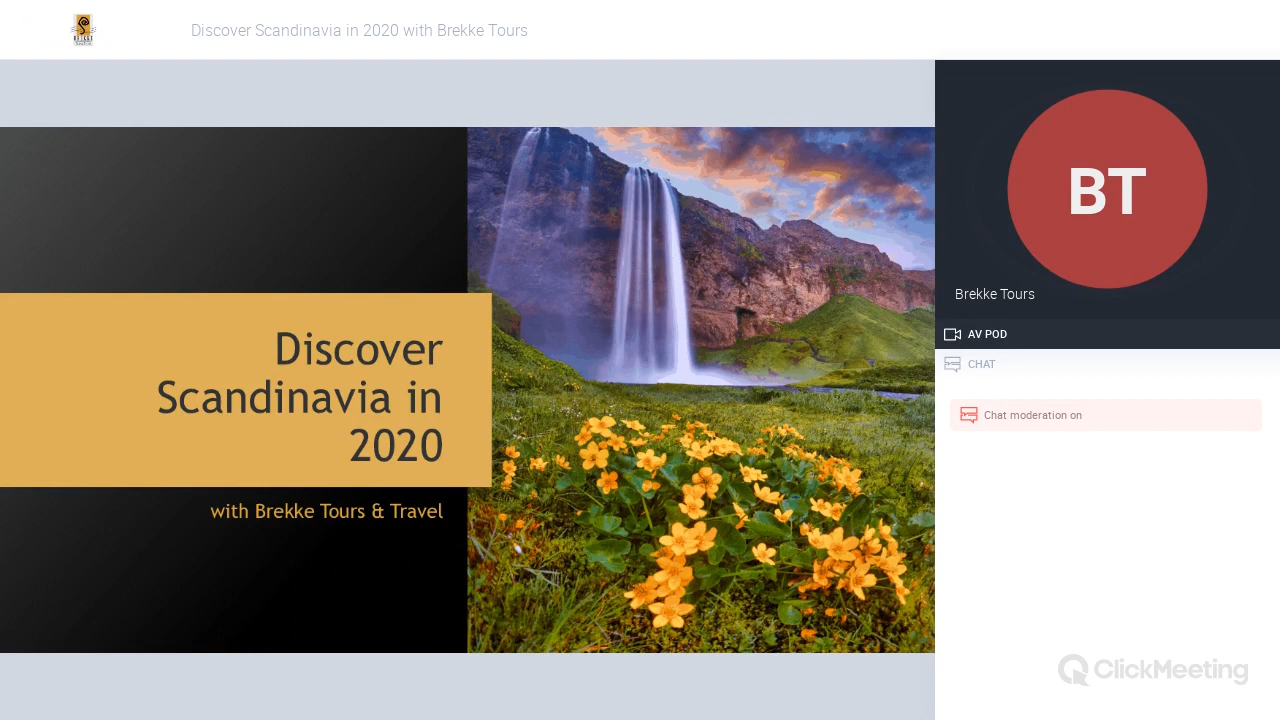 BREKKE
Discover Scandinavia in 2020 with Brekke Tours
Discover
Scandinavia in
2020
with Brekke Tours & Travel
BT
Brekke Tours
AV POD
CHAT
Chat moderation on
ClickMeeting